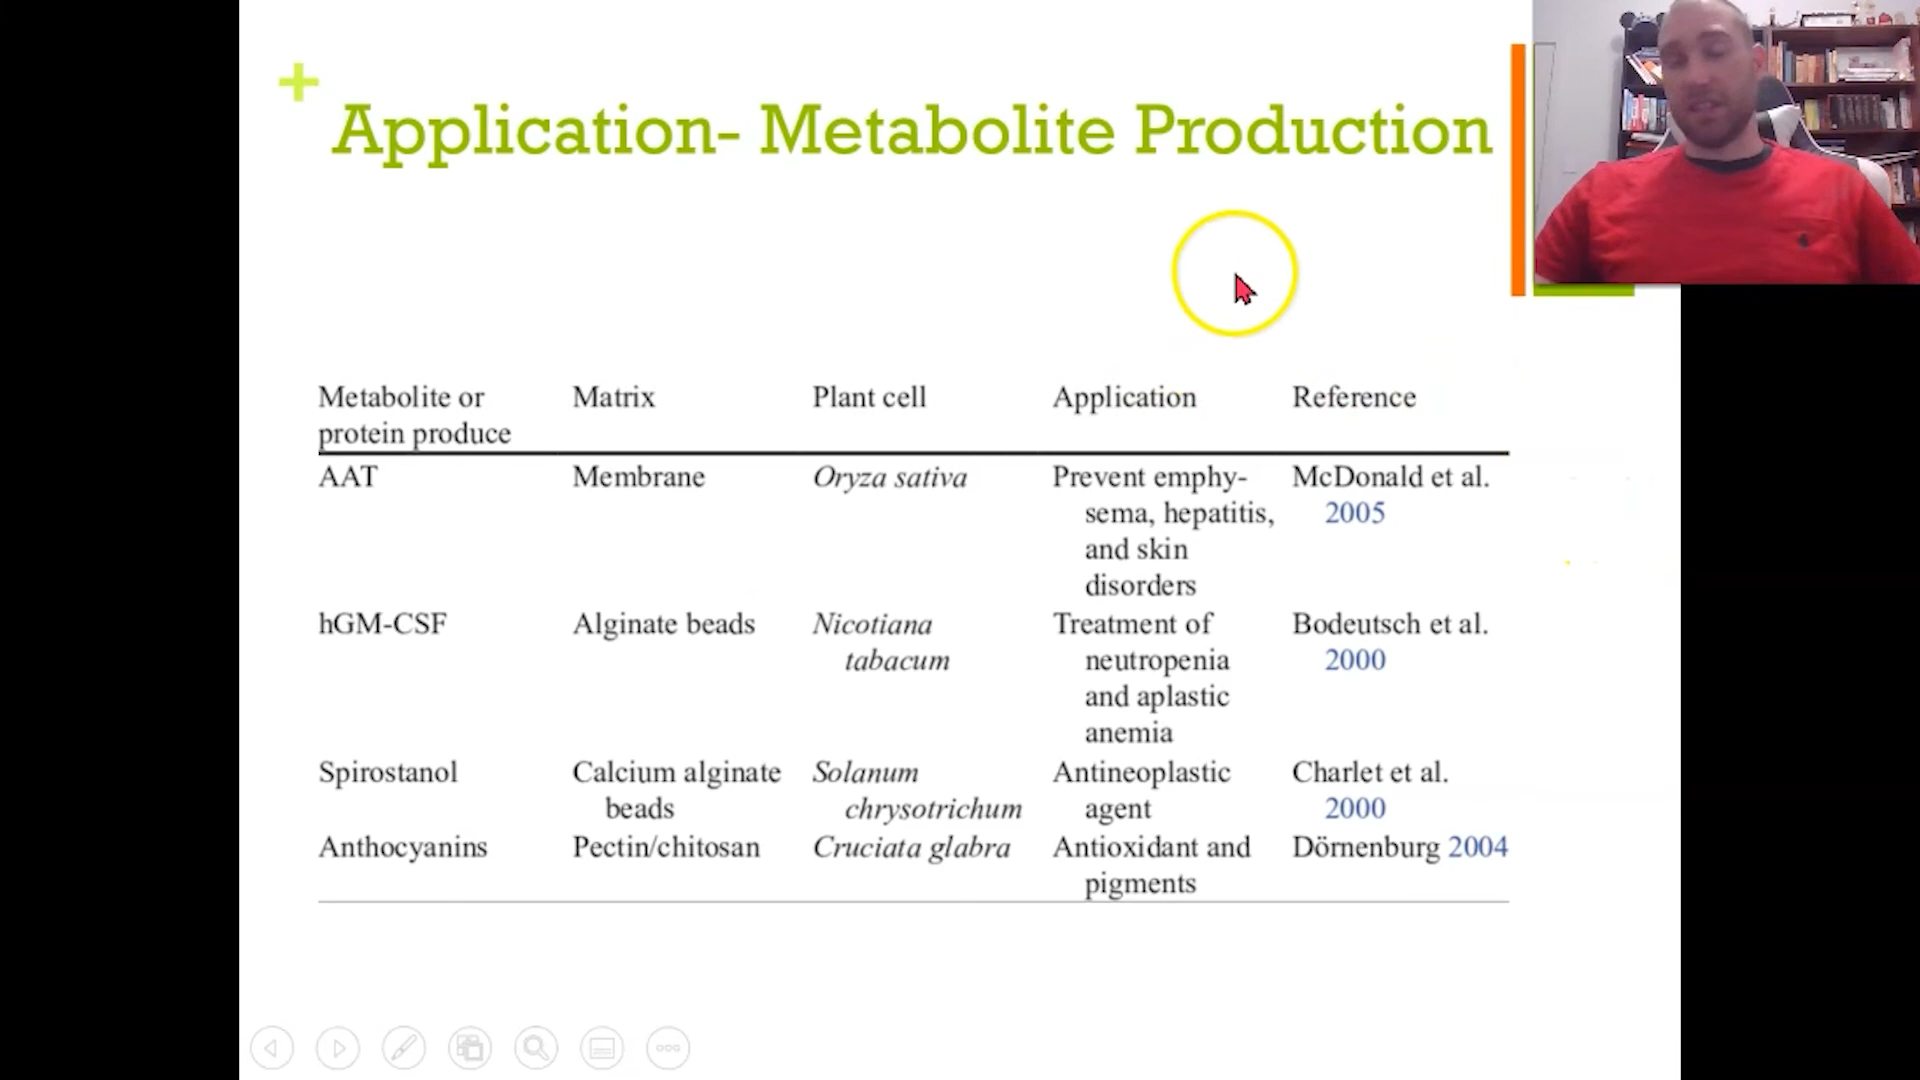 +
Application- Metabolite Production
Metabolite or protein produce Matrix Plant cell Application Reference
AAT Membrane Oryza sativa Prevent emphy-sema, hepatitis, and skin disorders McDonald et al. 2005
hGM-CSF Alginate beads Nicotiana tabacum Treatment of neutropenia and aplastic anemia Bodeutsch et al. 2000
Spirostanol Calcium alginate beads Solanum chrysotrichum Antineoplastic agent Charlet et al. 2000
Anthocyanins Pectin/chitosan Cruciata glabra Antioxidant and pigments Dörnenburg 2004